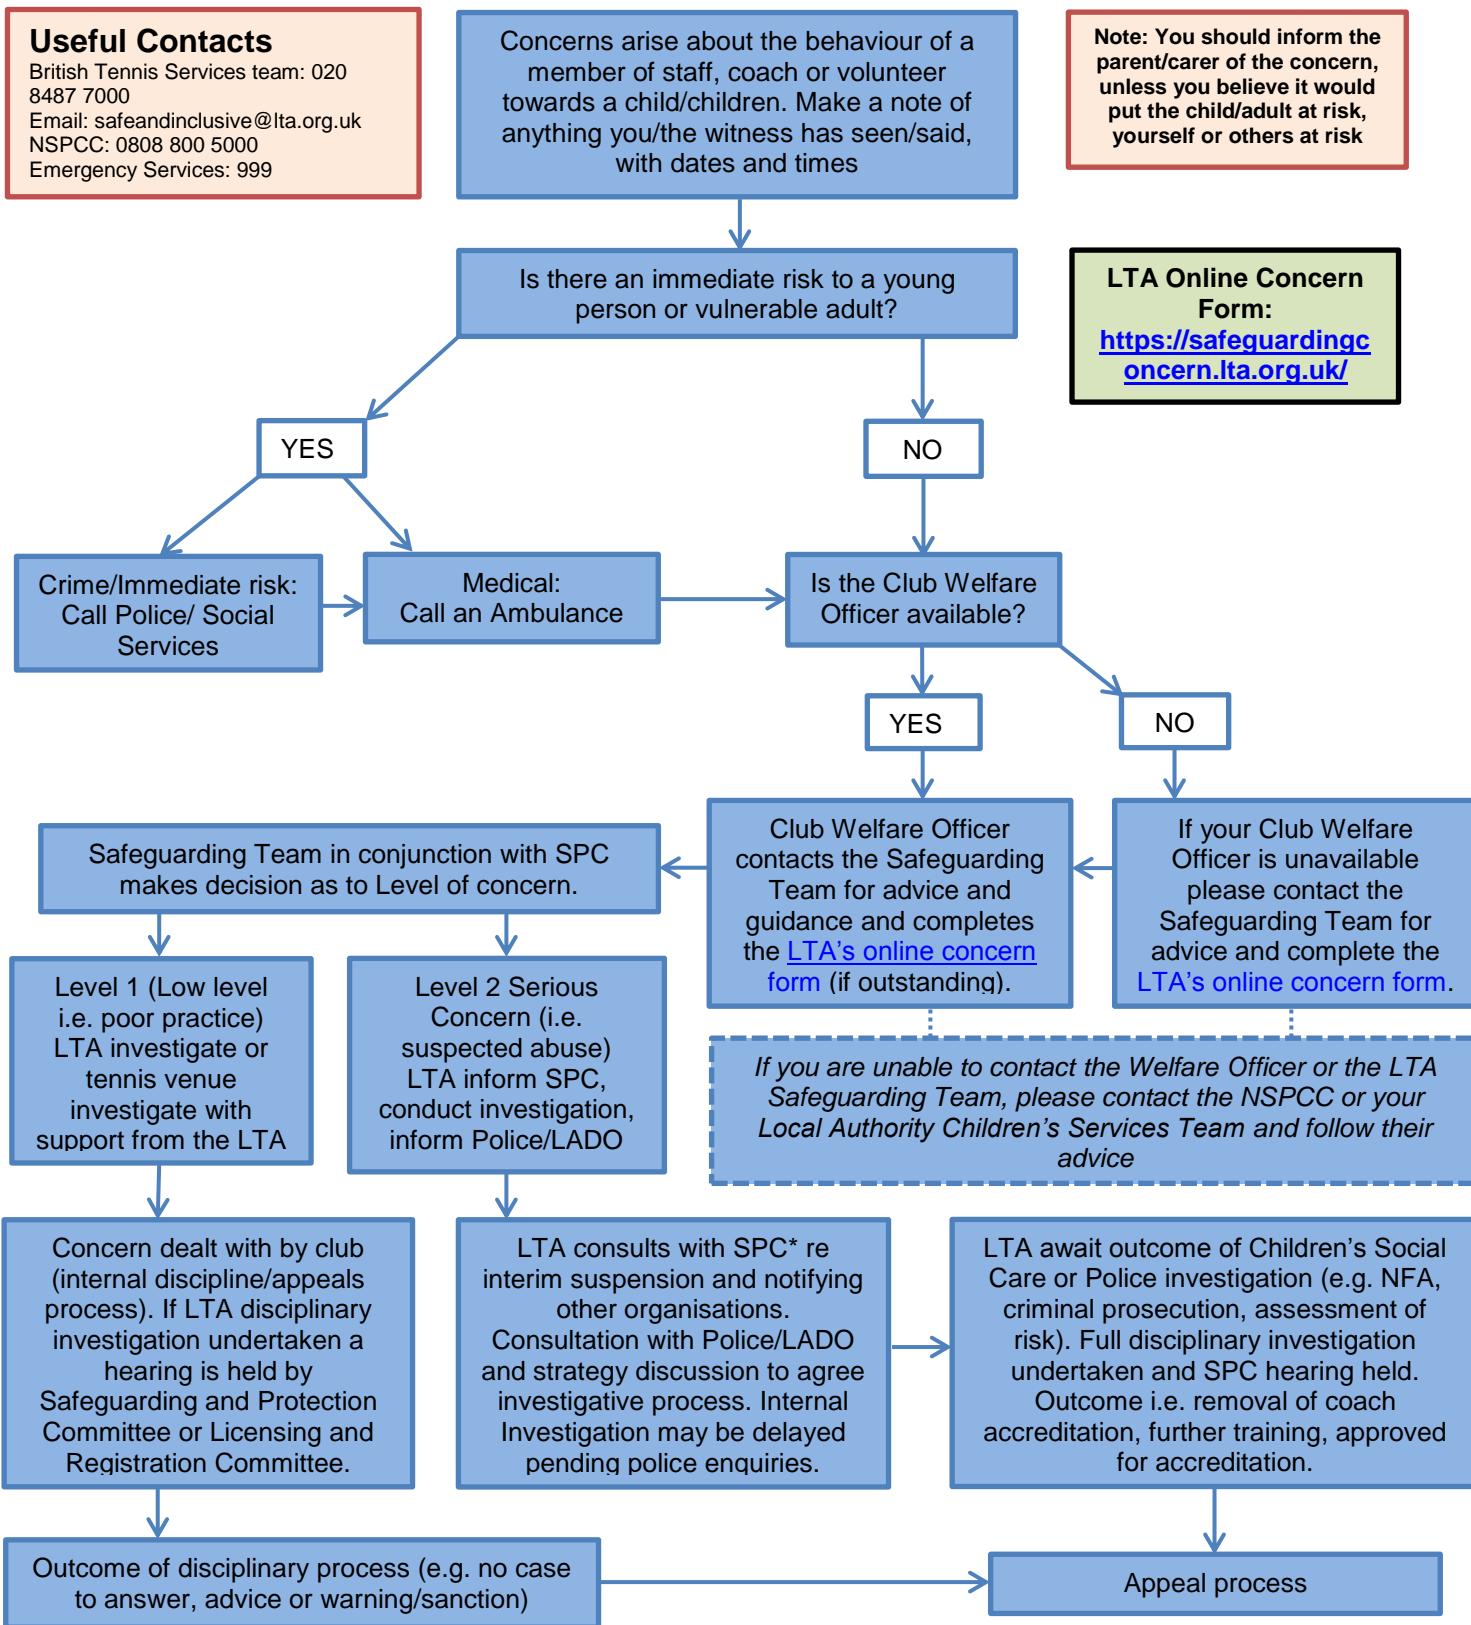 Useful Contacts
British Tennis Services team: 020
8487 7000
Email: safeandinclusive@lta.org.uk
NSPCC: 0808 800 5000
Emergency Services: 999
Concerns arise about the behaviour of a
member of staff, coach or volunteer
towards a child/children. Make a note of
anything you/the witness has seen/said,
with dates and times
Note: You should inform the
parent/carer of the concern,
unless you believe it would
put the child/adult at risk,
yourself or others at risk
Is there an immediate risk to a young
person or vulnerable adult?
LTA Online Concern
Form:
https://safeguardingc
oncern.lta.org.uk/
YES
NO
Crime/Immediate risk:
Call Police/ Social
Services
Medical:
Call an Ambulance
Is the Club Welfare
Officer available?
YES
NO
Safeguarding Team in conjunction with SPC
makes decision as to Level of concern.
Club Welfare Officer
contacts the Safeguarding
Team for advice and
guidance and completes
the LTA's online concern
form (if outstanding).
If your Club Welfare
Officer is unavailable
please contact the
Safeguarding Team for
advice and complete the
LTA's online concern form.
Level 1 (Low level
i.e. poor practice)
LTA investigate or
tennis venue
investigate with
support from the LTA
Level 2 Serious
Concern (i.e.
suspected abuse)
LTA inform SPC,
conduct investigation,
inform Police/LADO
If you are unable to contact the Welfare Officer or the LTA
Safeguarding Team, please contact the NSPCC or your
Local Authority Children's Services Team and follow their
advice
Concern dealt with by club
(internal discipline/appeals
process). If LTA disciplinary
investigation undertaken a
hearing is held by
Safeguarding and Protection
Committee or Licensing and
Registration Committee.
LTA consults with SPC* re
interim suspension and notifying
other organisations.
Consultation with Police/LADO
and strategy discussion to agree
investigative process. Internal
Investigation may be delayed
pending police enquiries.
LTA await outcome of Children's Social
Care or Police investigation (e.g. NFA,
criminal prosecution, assessment of
risk). Full disciplinary investigation
undertaken and SPC hearing held.
Outcome i.e. removal of coach
accreditation, further training, approved
for accreditation.
Outcome of disciplinary process (e.g. no case
to answer, advice or warning/sanction)
Appeal process